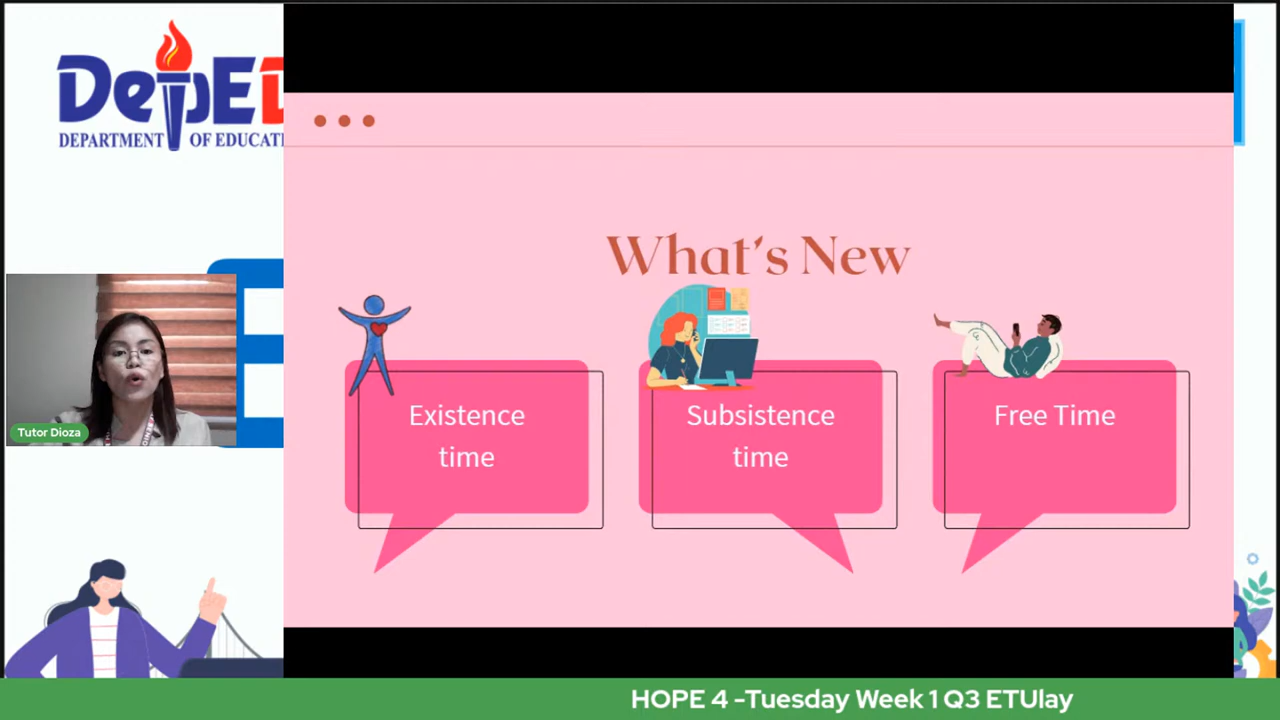 DepED
DEPARTMENT OF EDUCATI
What's New
Existence
time
Subsistence
time
Free Time
Tutor Dioza
HOPE 4 -Tuesday Week 1 Q3 ETUlay